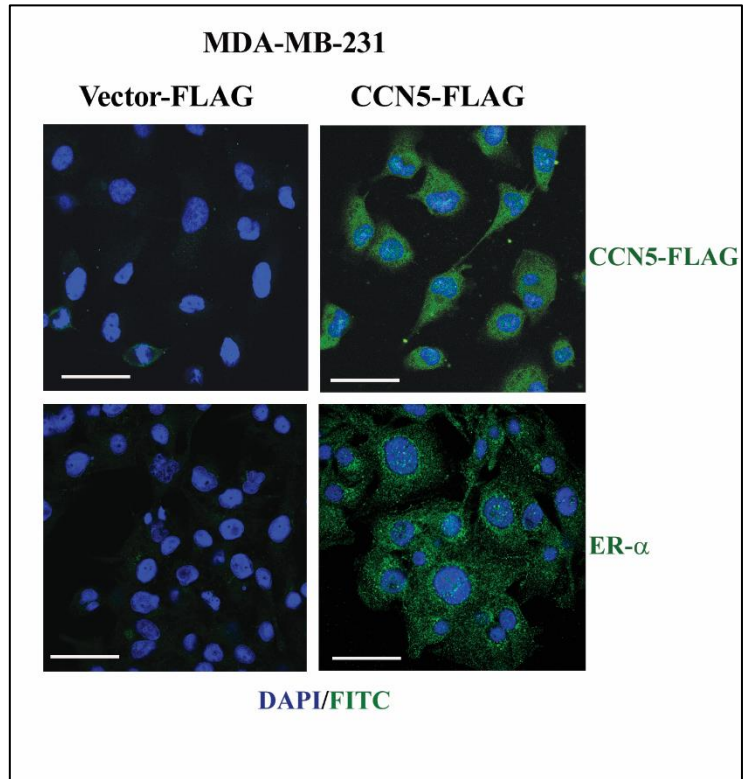 MDA-MB-231
Vector-FLAG CCN5-FLAG
CCN5-FLAG
ER-α
DAPI/FITC